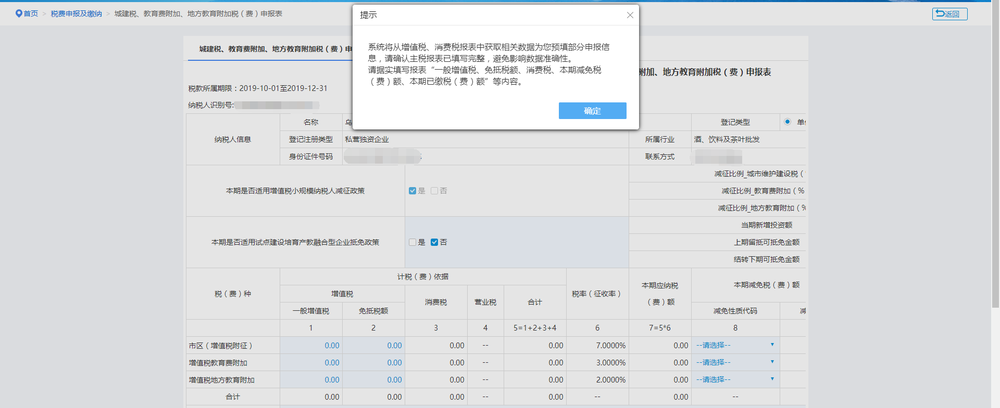 首页 > 税费申报及缴纳 > 城建税、教育费附加、地方教育附加税（费）申报表
返回
提示
系统将从增值税、消费税报表中获取相关数据为您预填部分申报信
息，请确认主税报表已填写完整，避免影响数据准确性。
请据实填写报表“一般增值税、免抵税额、消费税、本期减免税
（费）额、本期已缴税（费）额”等内容。
确定
城建税、教育费附加、地方教育附加税（费）申
附加、地方教育附加税（费）申报表
税款所属期限：2019-10-01至2019-12-31
纳税人识别号:
纳税人信息 名称 乌 登记类型 单
登记注册类型 私营独资企业 所属行业 酒、饮料及茶叶批发
身份证件号码 联系方式
本期是否适用增值税小规模纳税人减征政策 是 否
减征比例_城市维护建设税（
减征比例_教育费附加（%
减征比例_地方教育附加（%
本期是否适用试点建设培育产教融合型企业抵免政策 是 否
当期新增投资额
上期留抵可抵免金额
结转下期可抵免金额
税（费）种 计税（费）依据 税率（征收率） 本期应纳税（费）额 本期减免税（费）额
增值税 消费税 营业税 合计
一般增值税 免抵税额 减免性质代码 减
1 2 3 4 5=1+2+3+4 6 7=5*6 8
市区（增值税附征） 0.00 0.00 0.00 -- 0.00 7.0000% 0.00 --请选择--
增值税教育费附加 0.00 0.00 0.00 -- 0.00 3.0000% 0.00 --请选择--
增值税地方教育附加 0.00 0.00 0.00 -- 0.00 2.0000% 0.00 --请选择--
合计 0.00 0.00 0.00 -- 0.00 -- 0.00 --